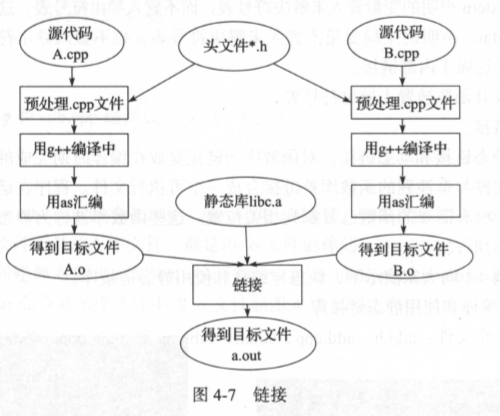 源代码
A.cpp
头文件*.h
源代码
B.cpp
预处理.cpp文件
预处理.cpp文件
用g++编译中
用g++编译中
用as汇编
静态库libc.a
用as汇编
得到目标文件
A.o
得到目标文件
B.o
链接
得到目标文件
a.out
图 4-7 链接